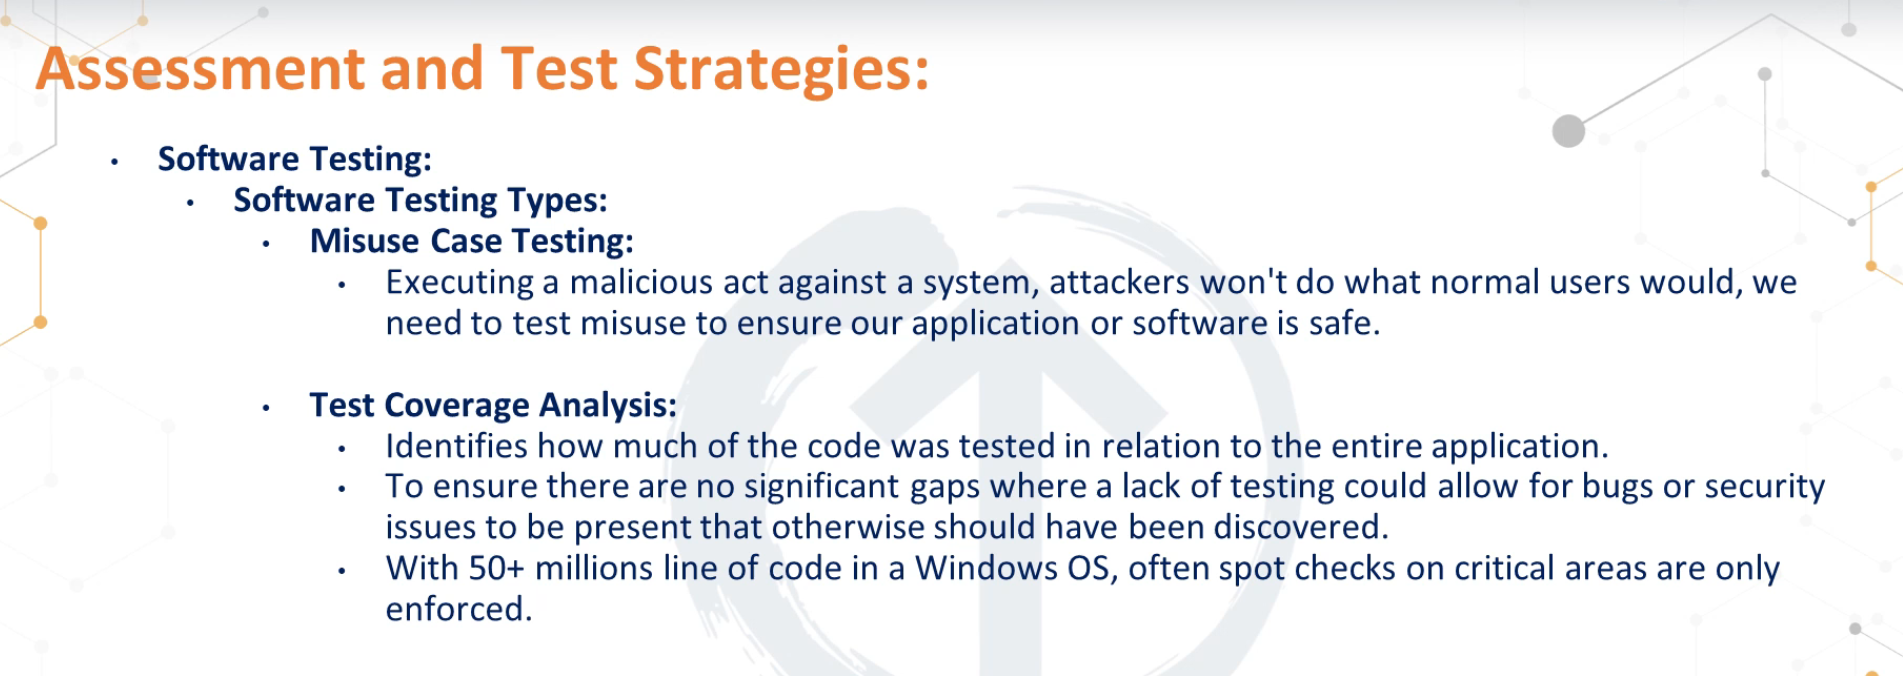 Assessment and Test Strategies:
• Software Testing:
• Software Testing Types:
• Misuse Case Testing:
• Executing a malicious act against a system, attackers won't do what normal users would, we
need to test misuse to ensure our application or software is safe.
• Test Coverage Analysis:
• Identifies how much of the code was tested in relation to the entire application.
• To ensure there are no significant gaps where a lack of testing could allow for bugs or security
issues to be present that otherwise should have been discovered.
• With 50+ millions line of code in a Windows OS, often spot checks on critical areas are only
enforced.